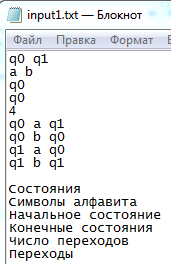 input1.txt — Блокнот
Файл Правка Формат
q0 q1
a b
q0
q0
4
q0 a q1
q0 b q0
q1 a q0
q1 b q1
Состояния
Символы алфавита
Начальное состояние
Конечные состояния
Число переходов
Переходы